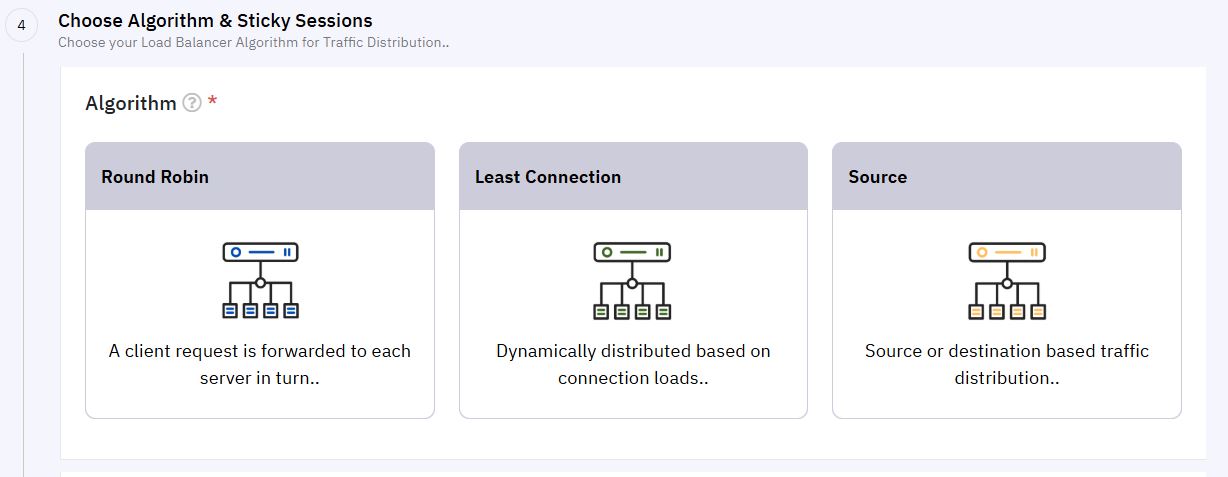 4
Choose Algorithm & Sticky Sessions
Choose your Load Balancer Algorithm for Traffic Distribution..
Algorithm ? *
Round Robin
A client request is forwarded to each
server in turn..
Least Connection
Dynamically distributed based on
connection loads..
Source
Source or destination based traffic
distribution..